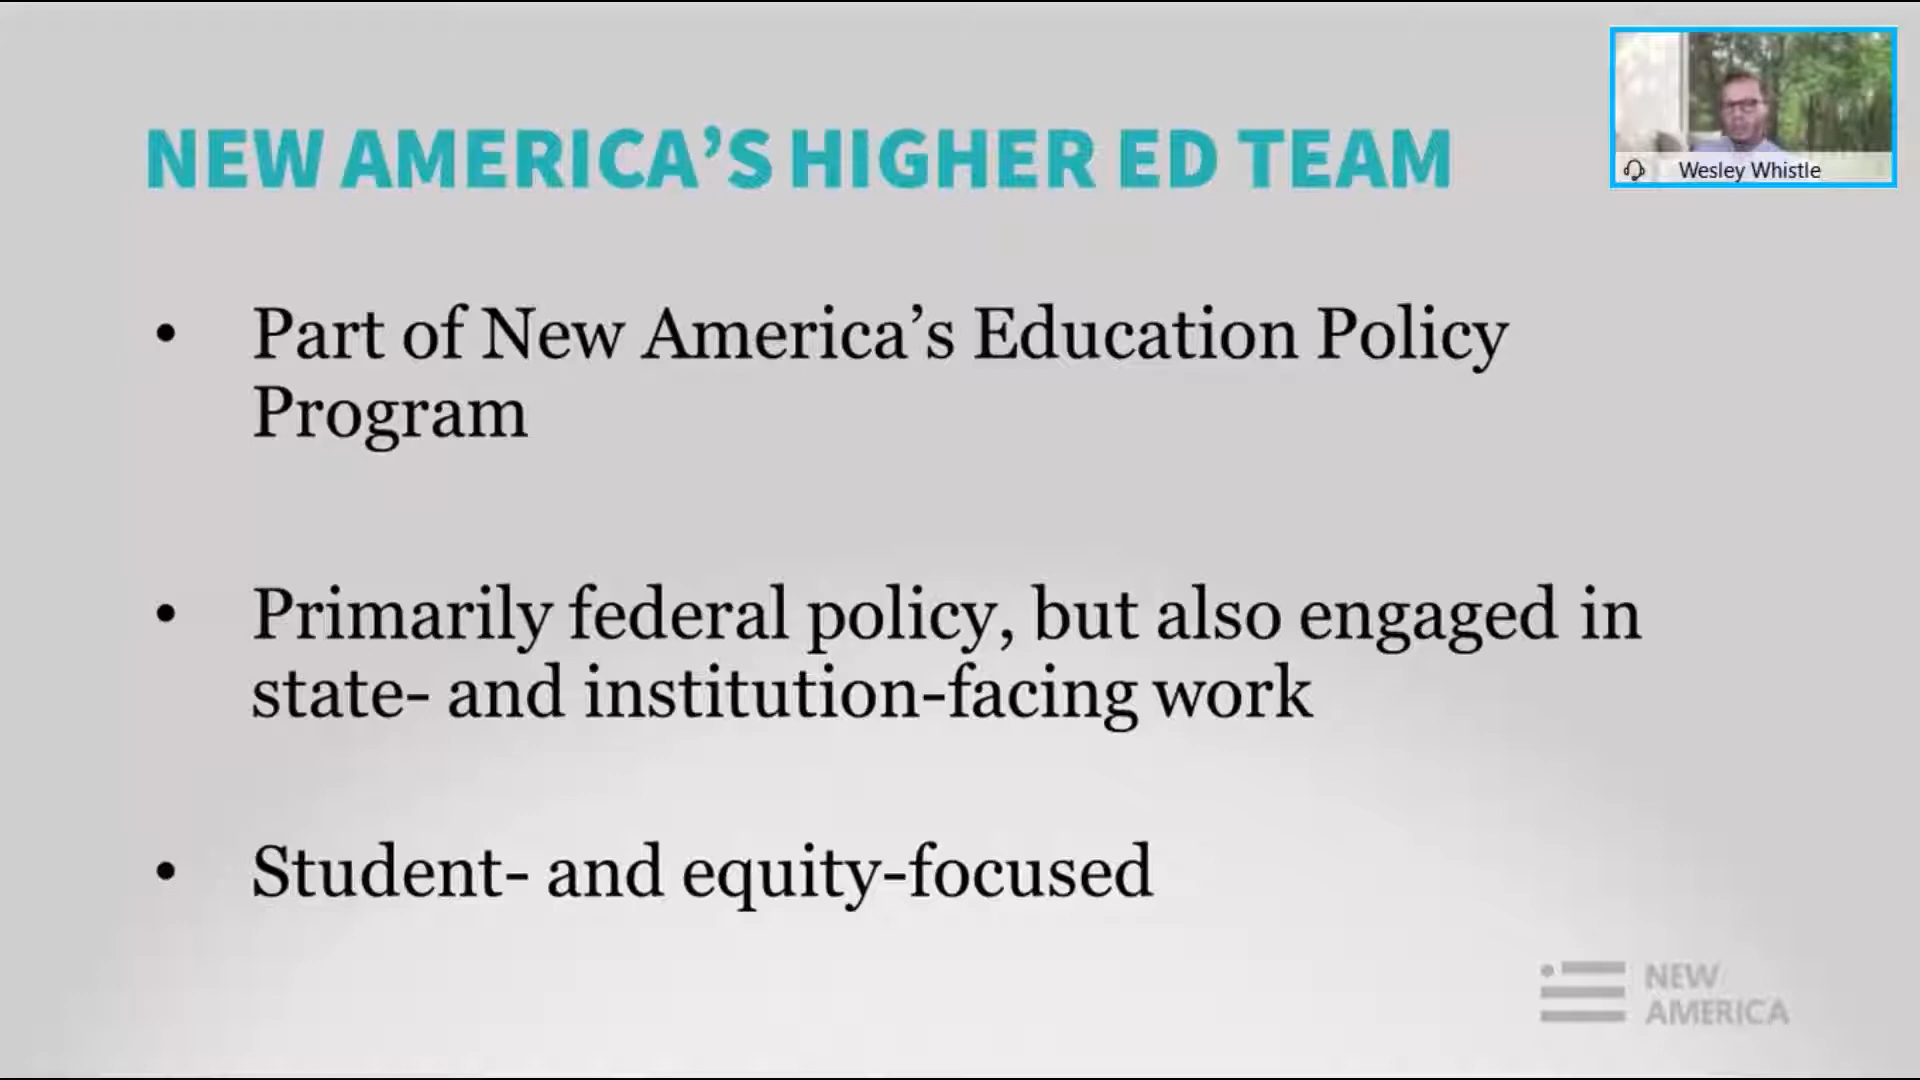 NEW AMERICA’S HIGHER ED TEAM
Wesley Whistle
• Part of New America’s Education Policy
Program
• Primarily federal policy, but also engaged in
state- and institution-facing work
• Student- and equity-focused
NEW
AMERICA